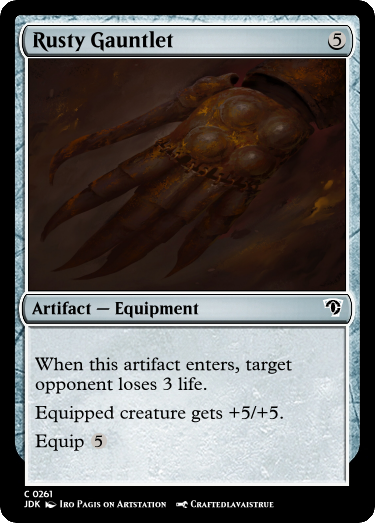 Rusty Gauntlet 5
Artifact — Equipment
When this artifact enters, target
opponent loses 3 life.
Equipped creature gets +5/+5.
Equip 5
C 0261
JDK Iro Pagis on Artstation Craftedlavaistrue